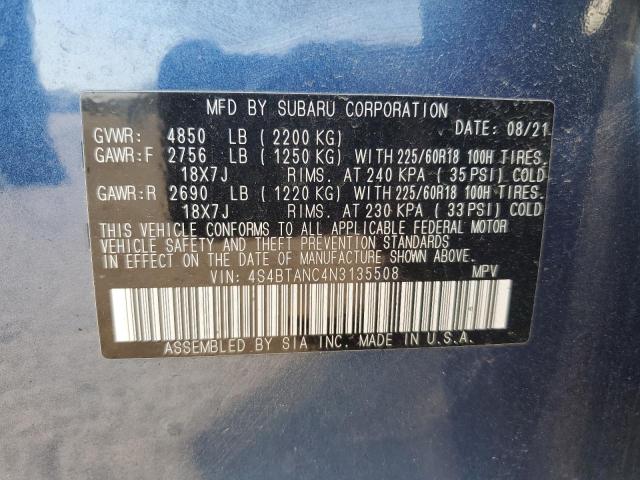 MFD BY SUBARU CORPORATION
DATE: 08/21
GVWR: 4850 LB ( 2200 KG)
GAWR:F 2756 LB ( 1250 KG) WITH 225/60R18 100H TIRES.
18X7J RIMS. AT 240 KPA ( 35 PSI) COLD
GAWR:R 2690 LB ( 1220 KG) WITH 225/60R18 100H TIRES.
18X7J RIMS. AT 230 KPA ( 33 PSI) COLD
THIS VEHICLE CONFORMS TO ALL APPLICABLE FEDERAL MOTOR
VEHICLE SAFETY AND THEFT PREVENTION STANDARDS
IN EFFECT ON THE DATE OF MANUFACTURE SHOWN ABOVE.
VIN: 4S4BTANC4N3135508 MPV
ASSEMBLED BY SIA INC. MADE IN U.S.A.